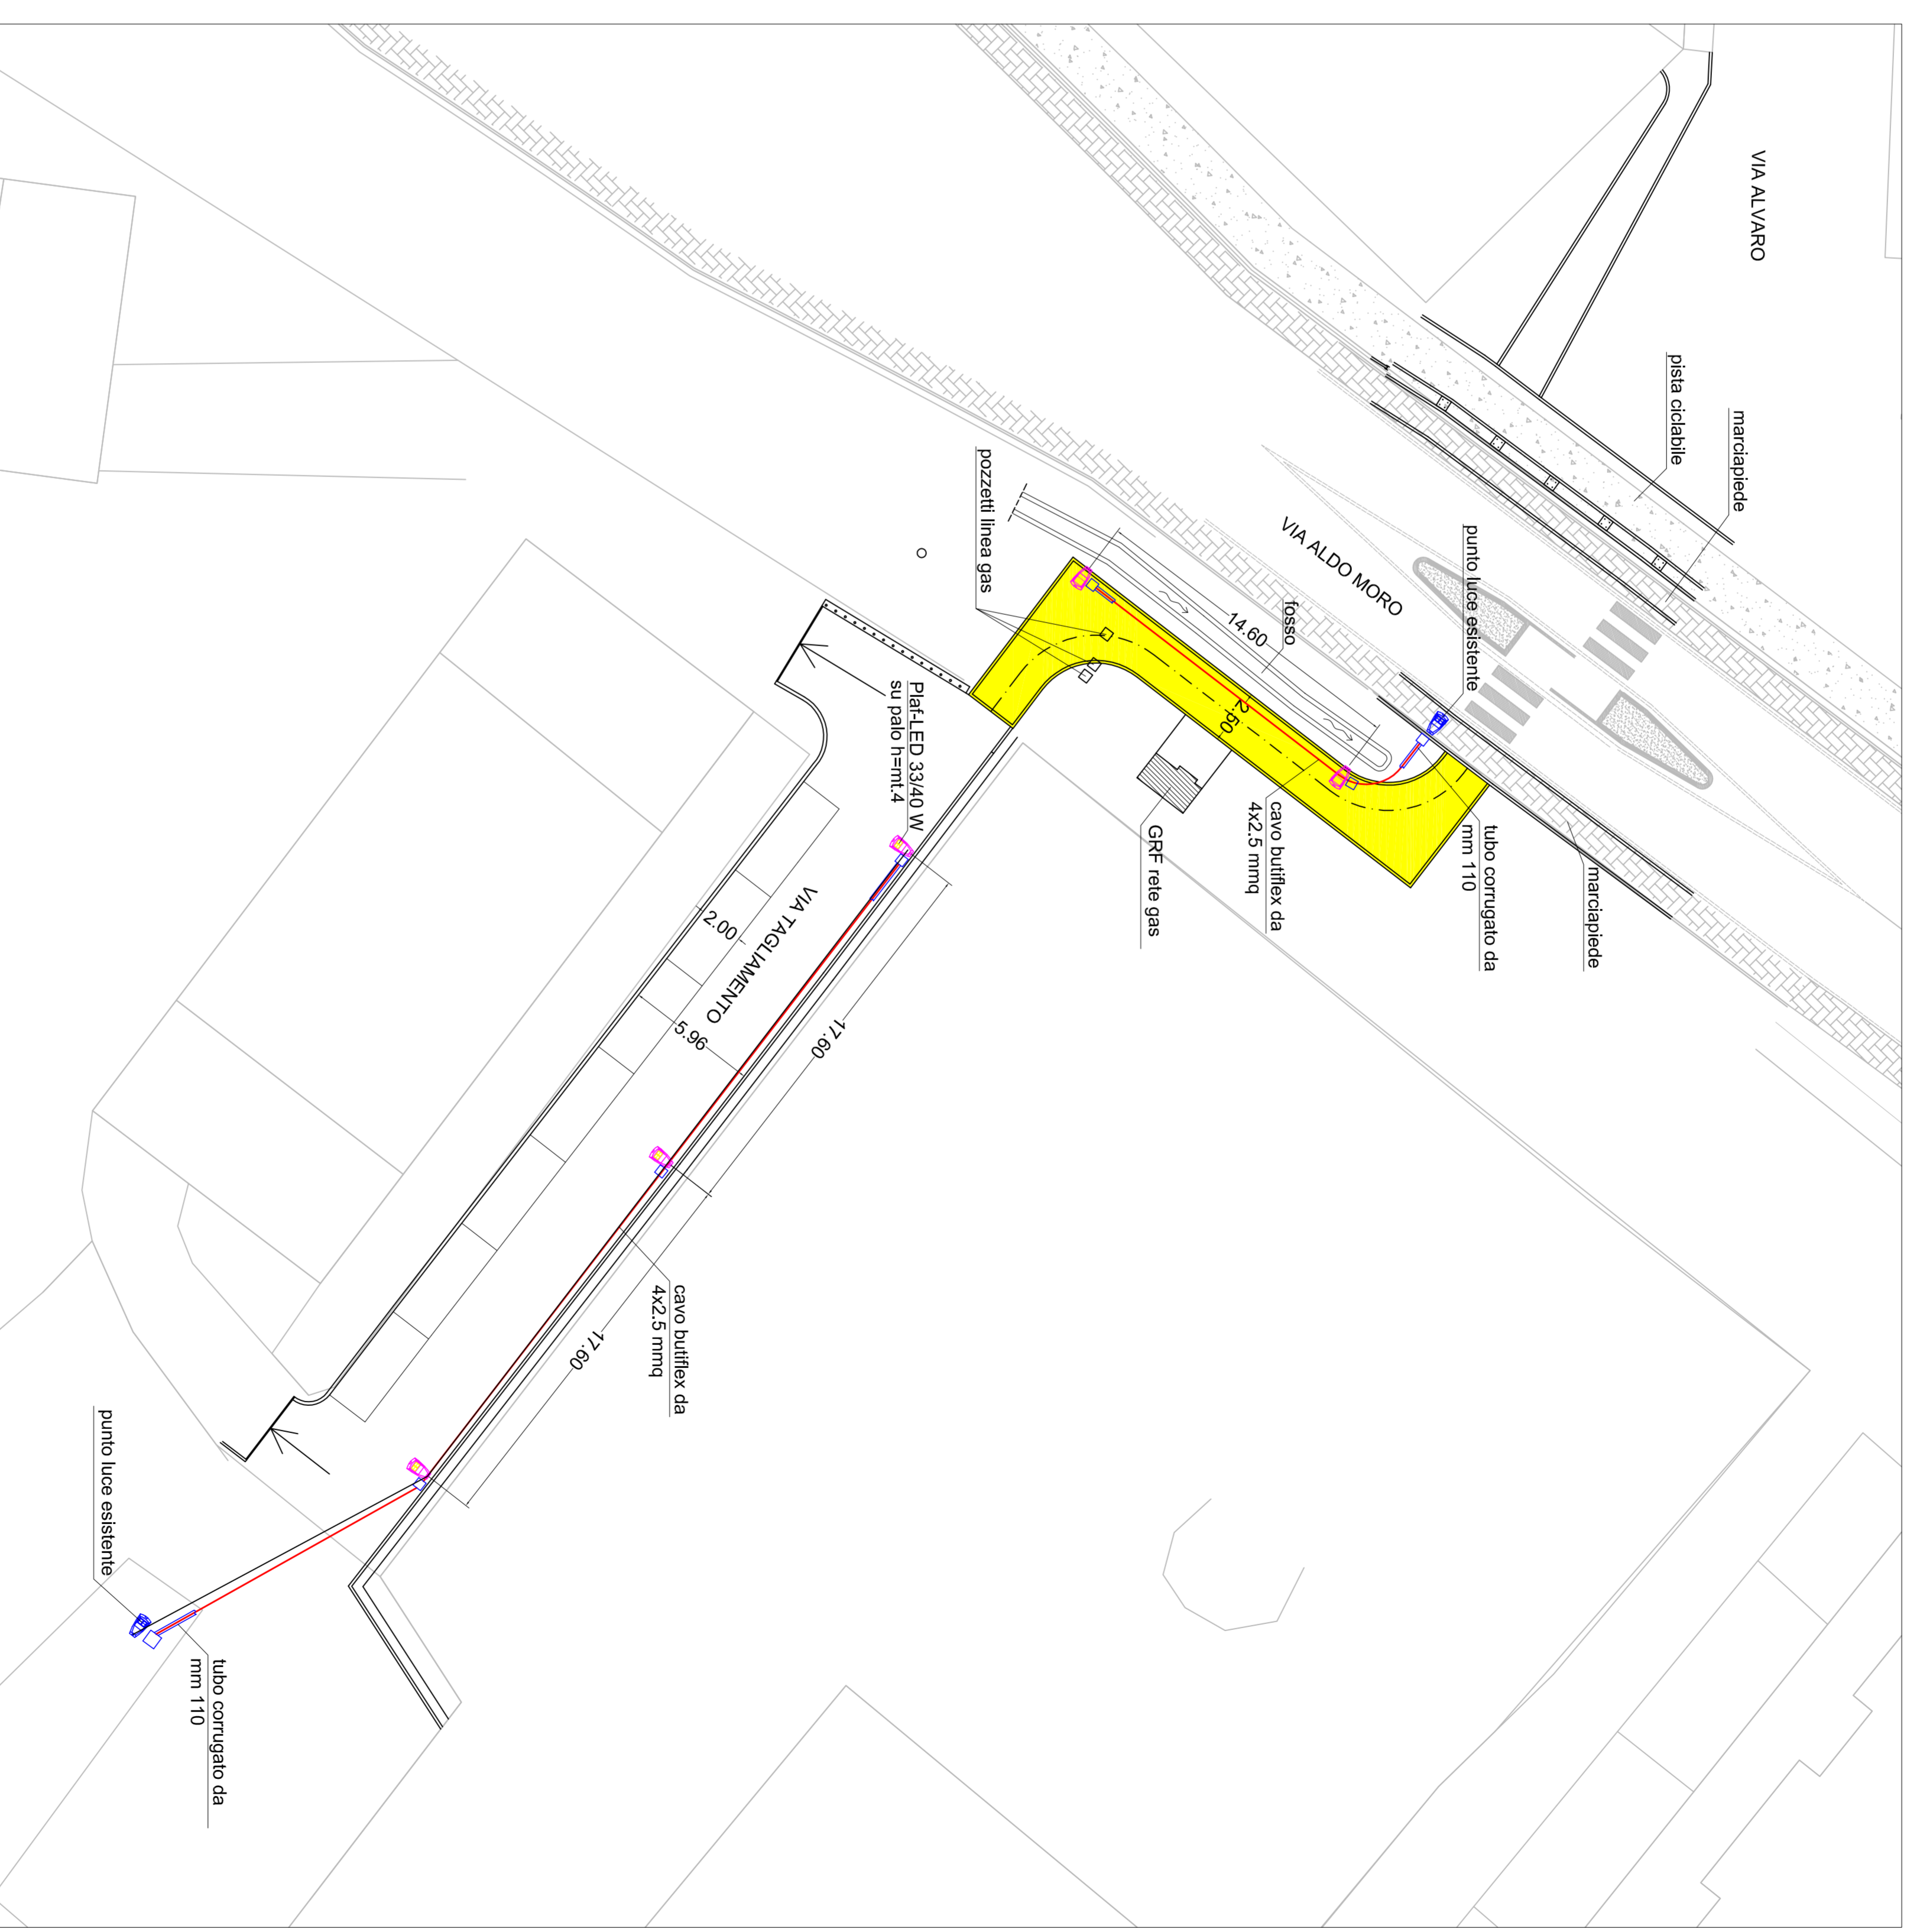 VIA ALVARO
pista ciclabile
marciapiede
punto luce esistente
VIA ALDO MORO
pozzetti linea gas
fosso
14.60
2.50
Plaf-LED 33/40 W
su palo h=mt.4
cavo butiflex da
4x2.5 mmq
GRF rete gas
tubo corrugato da
mm 110
marciapiede
VIA TAGLIAMENTO
2.00
5.96
17.60
17.60
cavo butiflex da
4x2.5 mmq
punto luce esistente
tubo corrugato da
mm 110